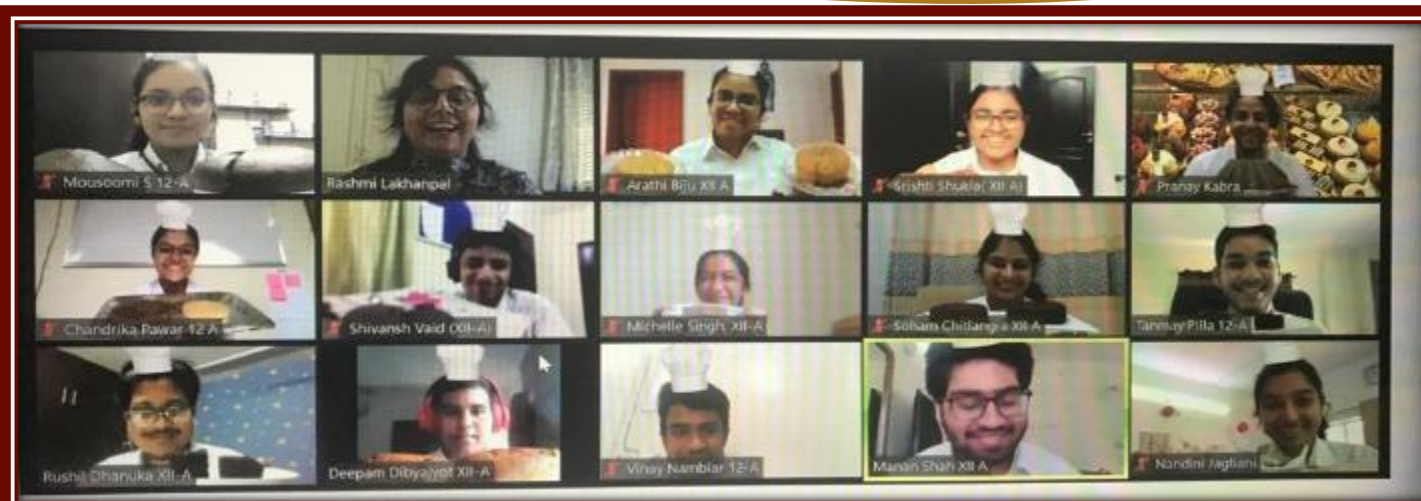 Mousoomi S 12-A
Rashmi Lakhanpal
Arathi Biju XII A
Srishti Shukla( XII A)
Pranay Kabra
Chandrika Pawar 12 A
Shivansh Vaid (XII-A)
Michelle Singh, XII-A
Soham Chitlangia XII A
Tanmay Pilla 12-A
Rushil Dhanuka XII-A
Deepam Dibyajyot XII-A
Vinay Nambiar 12-A
Manan Shah XII A
Nandini Jagtiani